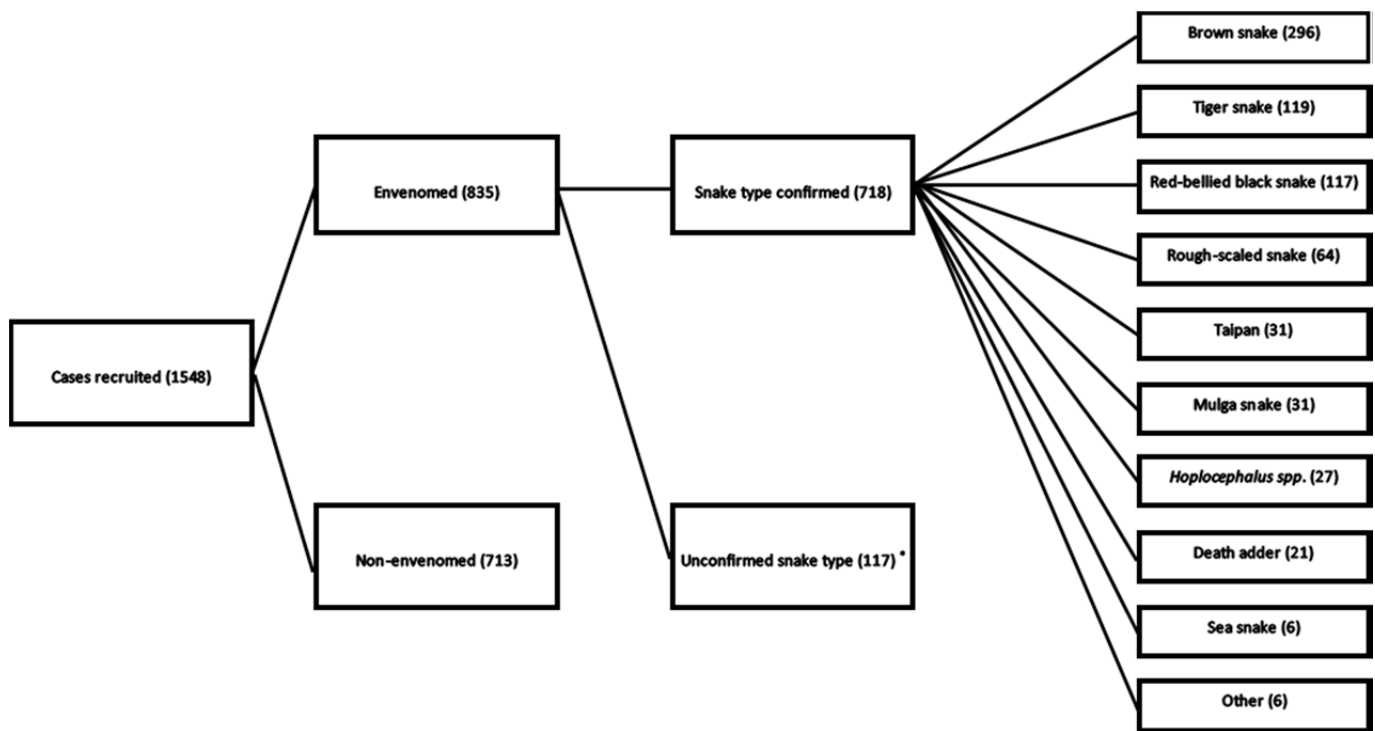 Cases recruited (1548)
Envenomed (835)
Non-envenomed (713)
Snake type confirmed (718)
Unconfirmed snake type (117) *
Brown snake (296)
Tiger snake (119)
Red-bellied black snake (117)
Rough-scaled snake (64)
Taipan (31)
Mulga snake (31)
Hoplocephalus spp. (27)
Death adder (21)
Sea snake (6)
Other (6)